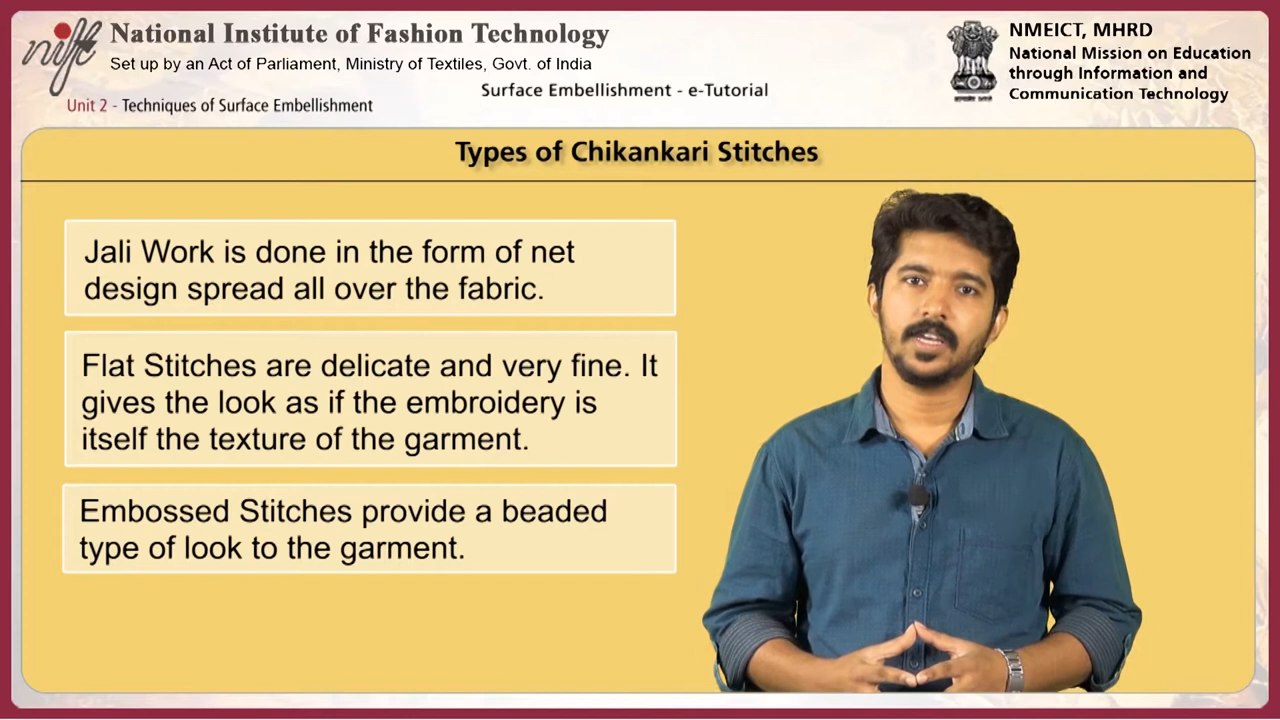 nift
National Institute of Fashion Technology
Set up by an Act of Parliament, Ministry of Textiles, Govt. of India
Unit 2 - Techniques of Surface Embellishment
Surface Embellishment - e-Tutorial
NMEICT, MHRD
National Mission on Education
through Information and
Communication Technology
Types of Chikankari Stitches
Jali Work is done in the form of net
design spread all over the fabric.
Flat Stitches are delicate and very fine. It
gives the look as if the embroidery is
itself the texture of the garment.
Embossed Stitches provide a beaded
type of look to the garment.